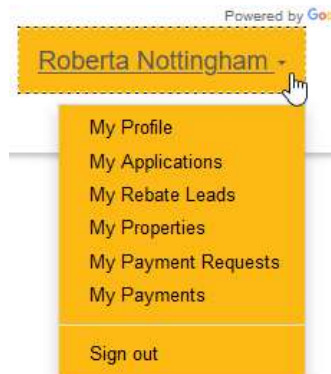 Powered by Goo
Roberta Nottingham
My Profile
My Applications
My Rebate Leads
My Properties
My Payment Requests
My Payments
Sign out